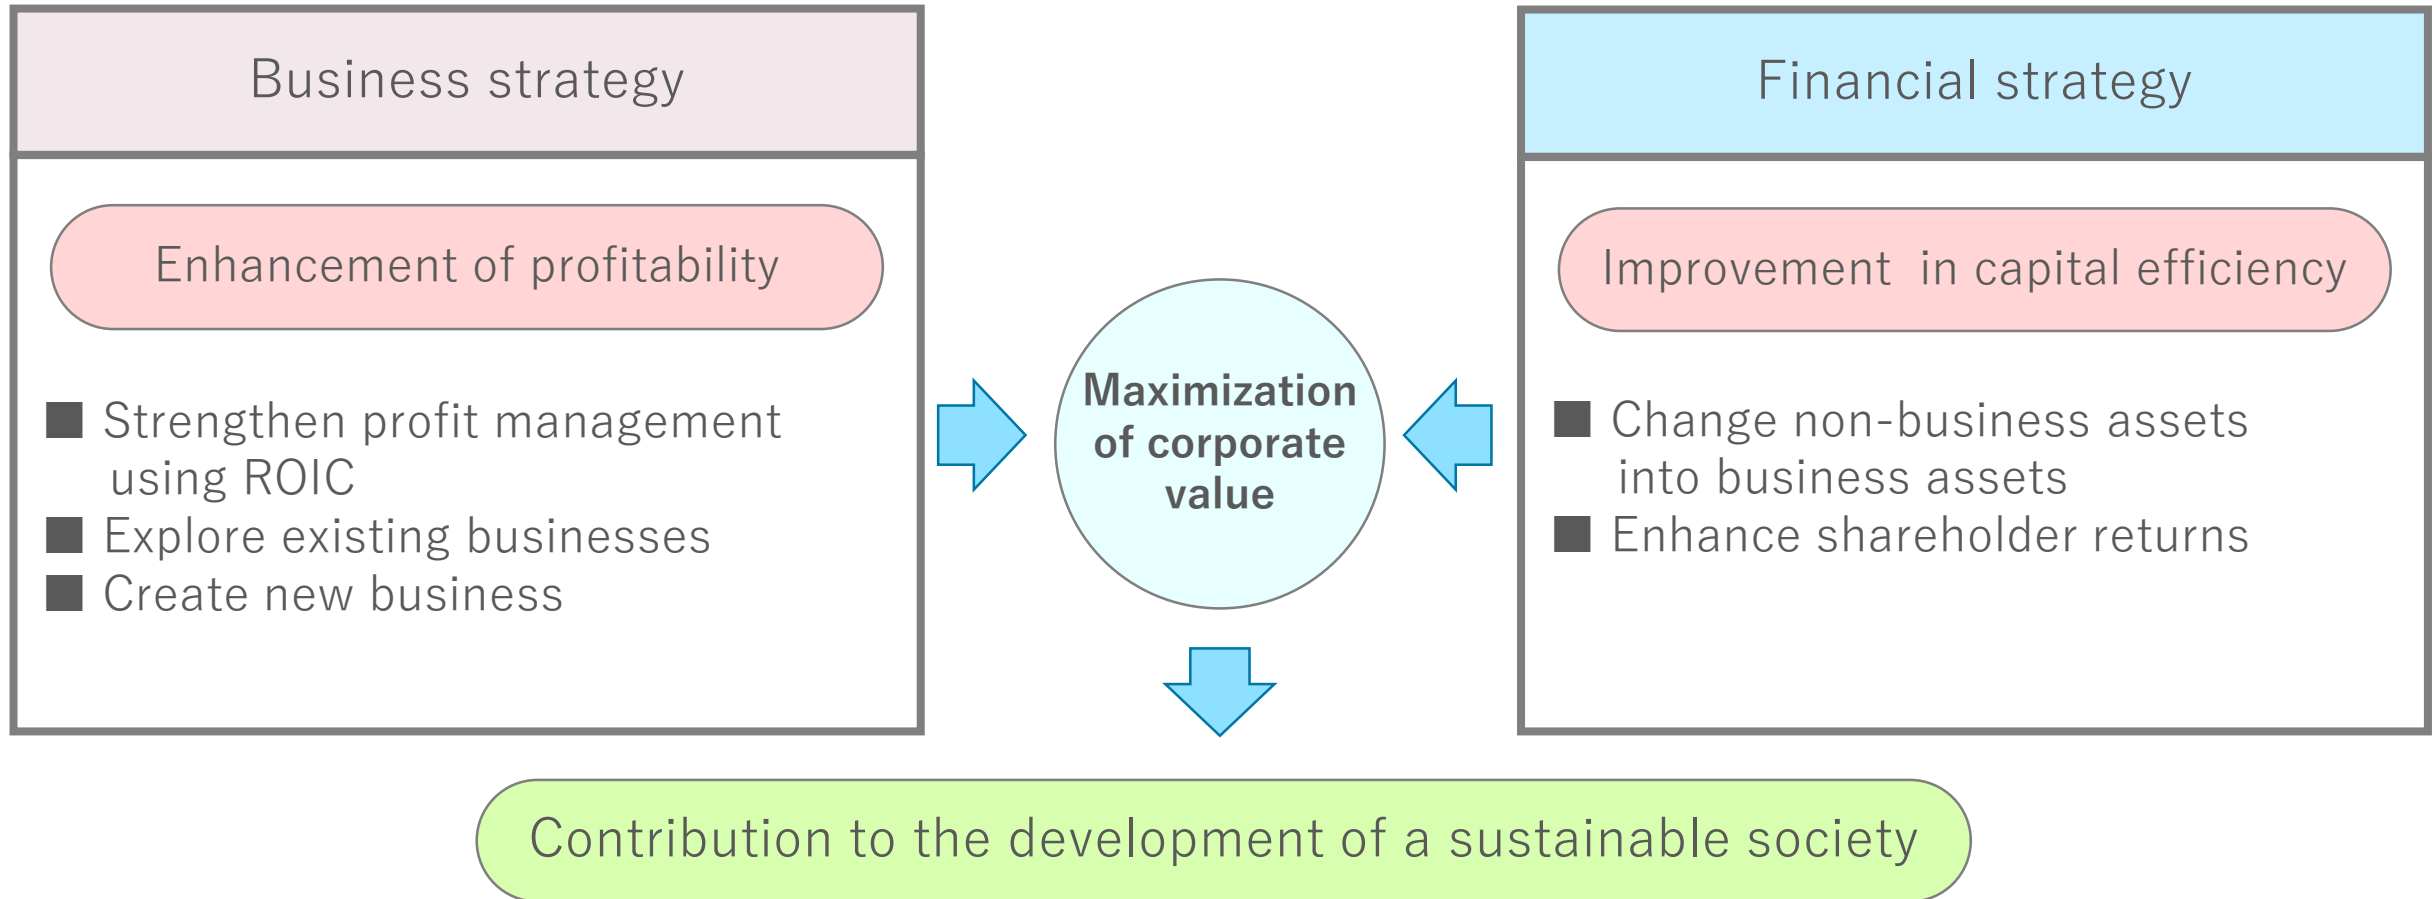 Business strategy
Enhancement of profitability
■ Strengthen profit management
using ROIC
■ Explore existing businesses
■ Create new business
Maximization
of corporate
value
Financial strategy
Improvement in capital efficiency
■ Change non-business assets
into business assets
■ Enhance shareholder returns
Contribution to the development of a sustainable society